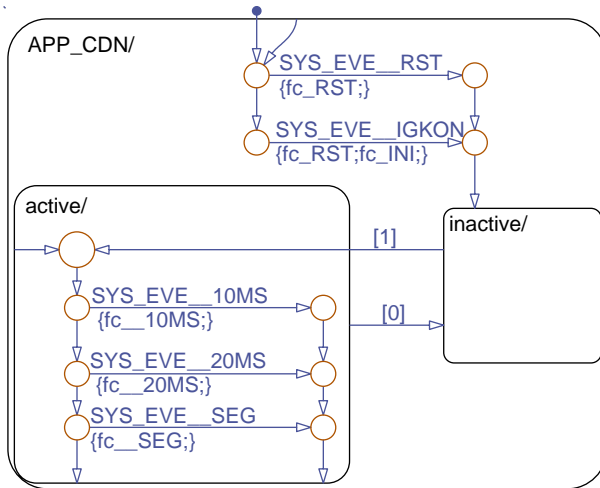 APP_CDN/
SYS_EVE__RST
{fc_RST;}
SYS_EVE__IGKON
{fc_RST;fc_INI;}
active/
inactive/
[1]
SYS_EVE__10MS
{fc__10MS;}
[0]
SYS_EVE__20MS
{fc__20MS;}
SYS_EVE__SEG
{fc__SEG;}